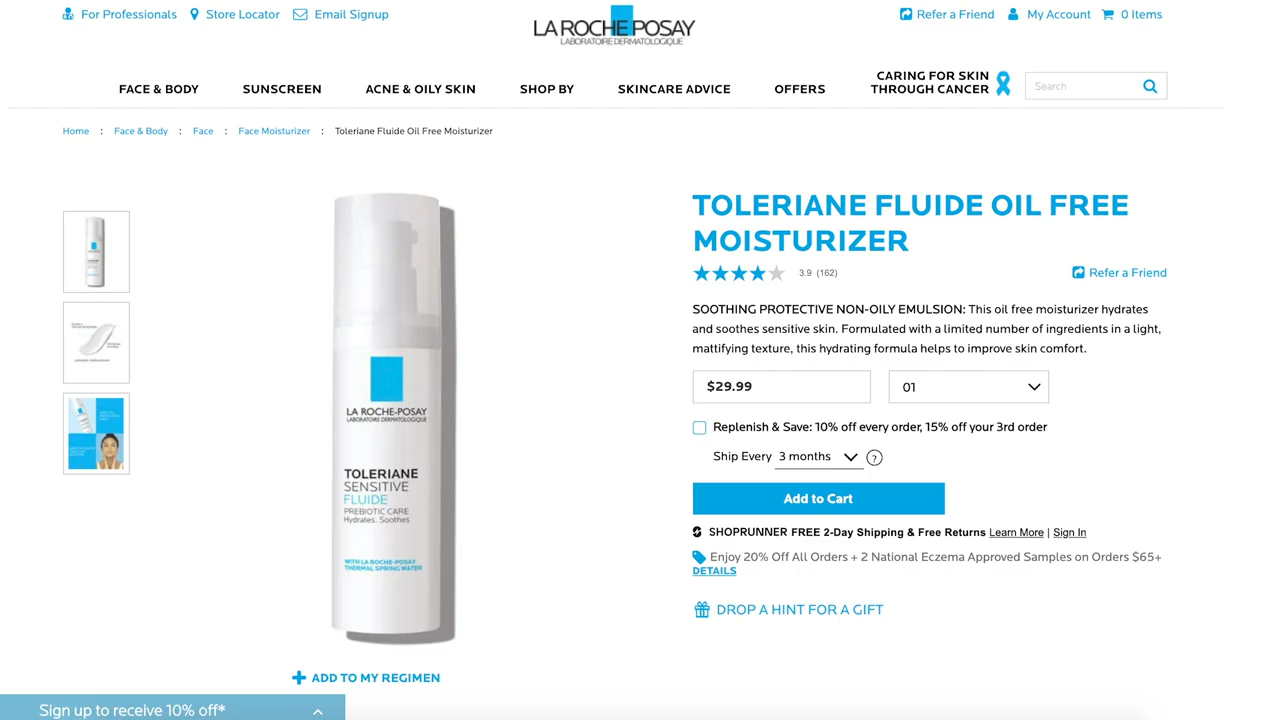 For Professionals Store Locator Email Signup
LA ROCHE POSAY
LABORATOIRE DERMATOLOGIQUE
Refer a Friend My Account 0 Items
FACE & BODY SUNSCREEN ACNE & OILY SKIN SHOP BY SKINCARE ADVICE OFFERS
CARING FOR SKIN
THROUGH CANCER
Search
Home : Face & Body : Face : Face Moisturizer : Toleriane Fluide Oil Free Moisturizer
LA ROCHE-POSAY
LABORATOIRE DERMATOLOGIQUE
TOLERIANE
SENSITIVE
FLUIDE
PREBIOTIC CARE
Hydrates. Soothes
WITH LA ROCHE-POSAY
THERMAL SPRING WATER
ADD TO MY REGIMEN
TOLERIANE FLUIDE OIL FREE
MOISTURIZER
3.9 (162)
Refer a Friend
SOOTHING PROTECTIVE NON-OILY EMULSION: This oil free moisturizer hydrates
and soothes sensitive skin. Formulated with a limited number of ingredients in a light,
mattifying texture, this hydrating formula helps to improve skin comfort.
$29.99 01
Replenish & Save: 10% off every order, 15% off your 3rd order
Ship Every 3 months ?
Add to Cart
SHOPRUNNER FREE 2-Day Shipping & Free Returns Learn More | Sign In
Enjoy 20% Off All Orders + 2 National Eczema Approved Samples on Orders $65+
DETAILS
DROP A HINT FOR A GIFT
Sign up to receive 10% off*